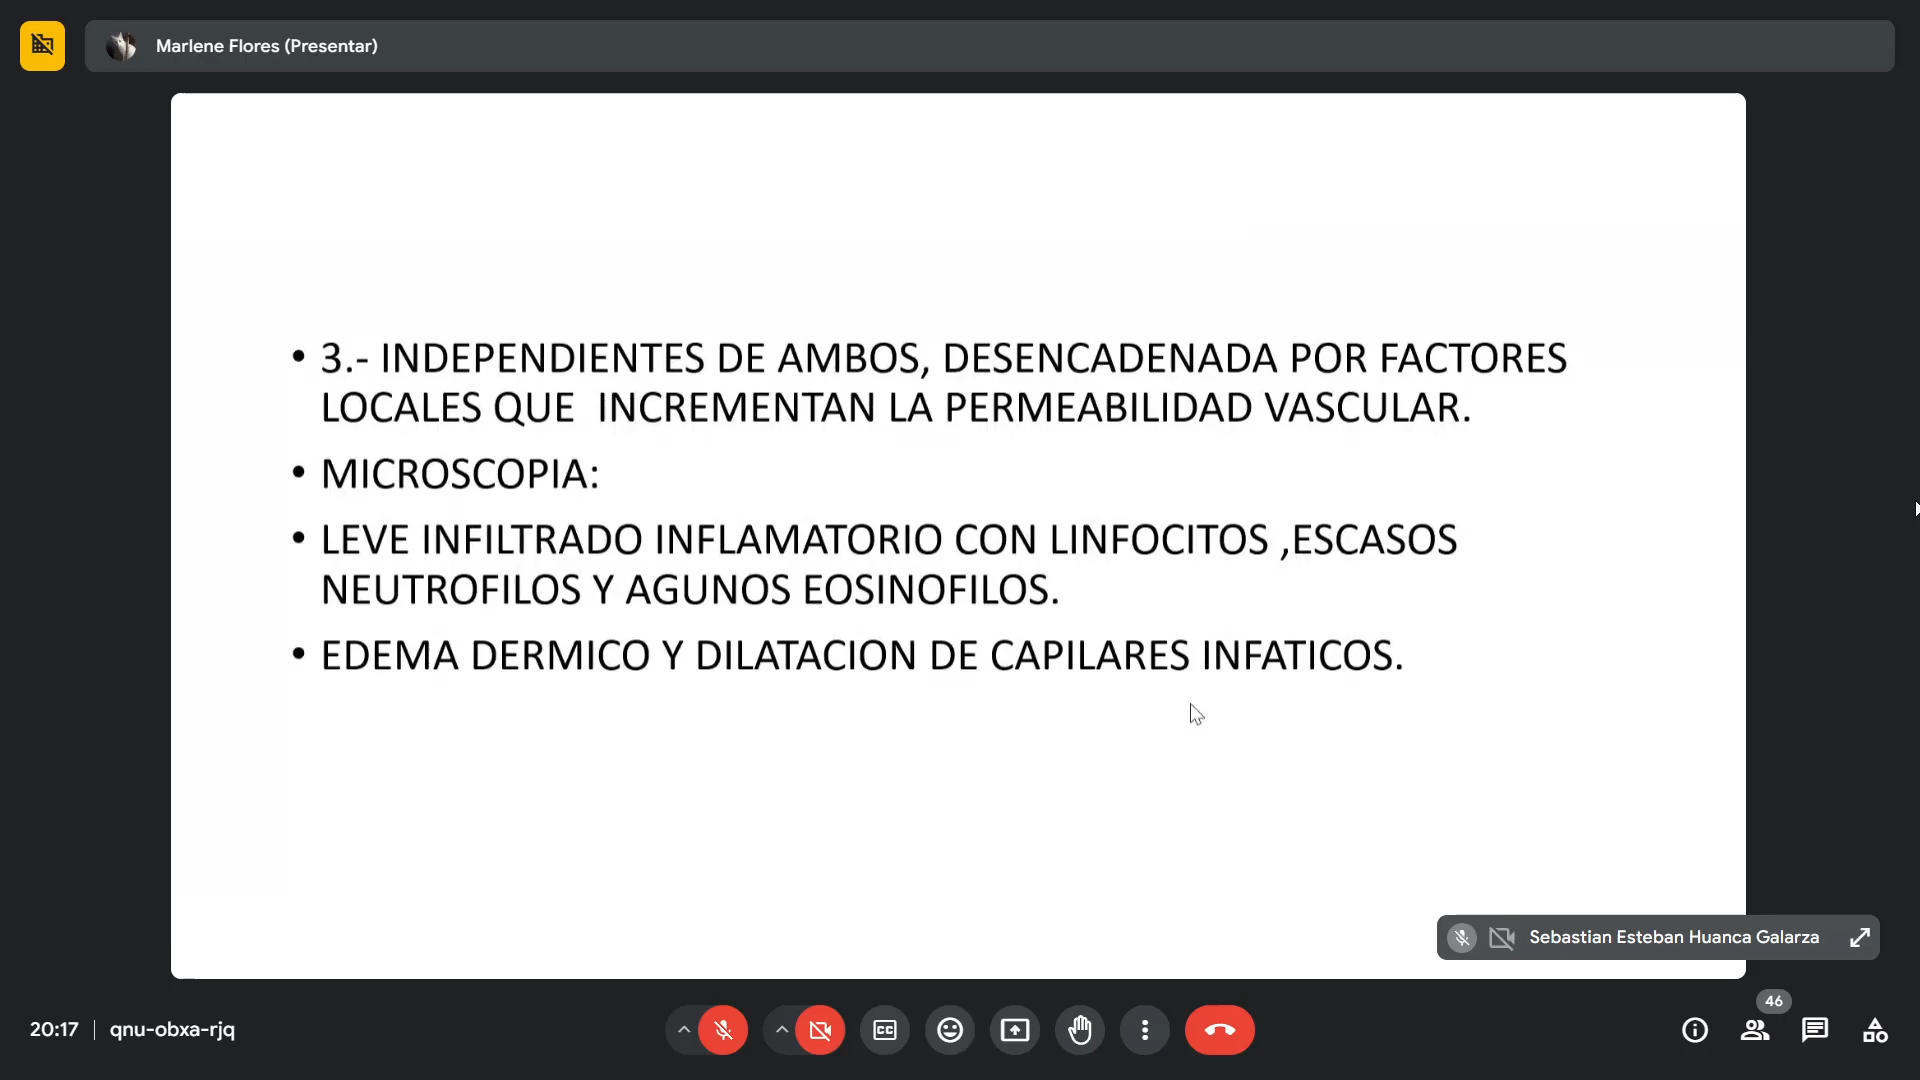 Marlene Flores (Presentar)
• 3.- INDEPENDIENTES DE AMBOS, DESENCADENADA POR FACTORES
LOCALES QUE INCREMENTAN LA PERMEABILIDAD VASCULAR.
• MICROSCOPIA:
• LEVE INFILTRADO INFLAMATORIO CON LINFOCITOS ,ESCASOS
NEUTROFILOS Y AGUNOS EOSINOFILOS.
• EDEMA DERMICO Y DILATACION DE CAPILARES INFATICOS.
Sebastian Esteban Huanca Galarza
46
20:17 | qnu-obxa-rjq
CC